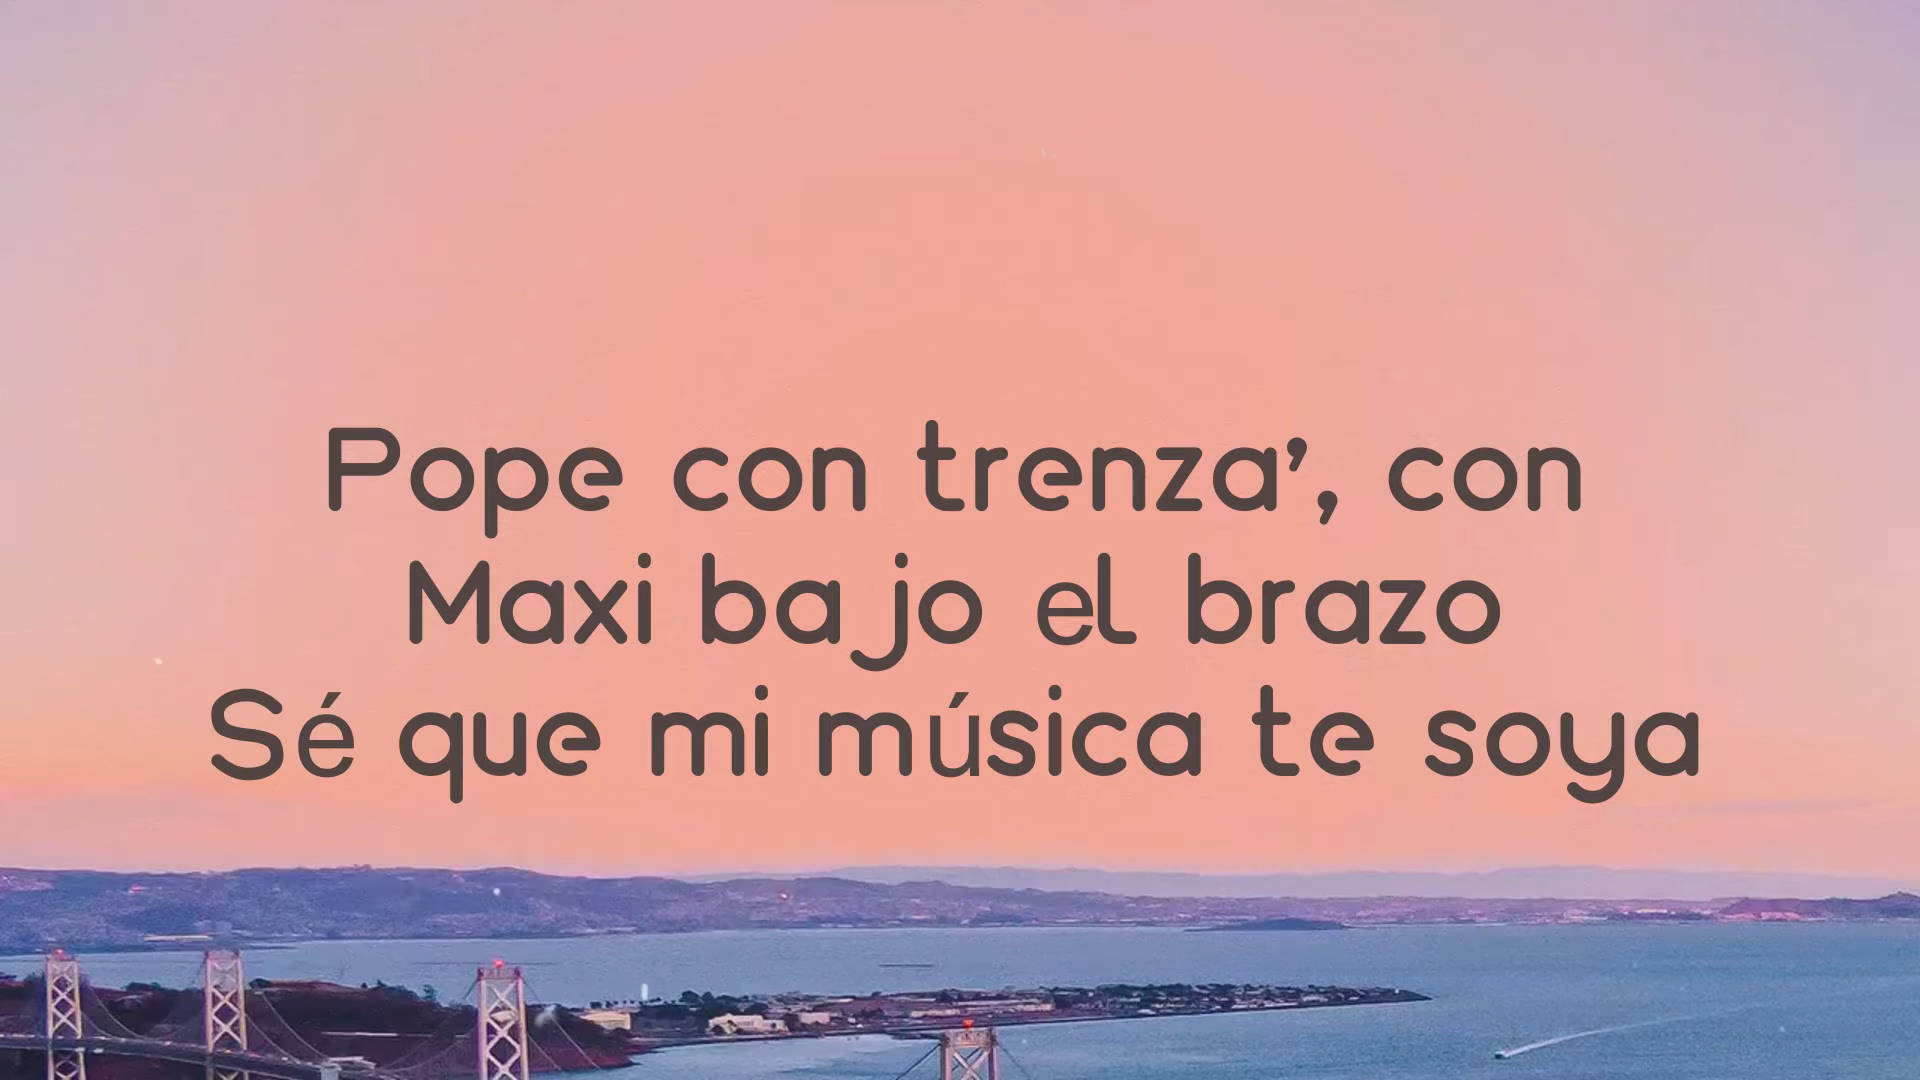 Pope con trenza’, con
Maxi bajo el brazo
Sé que mi música te soya